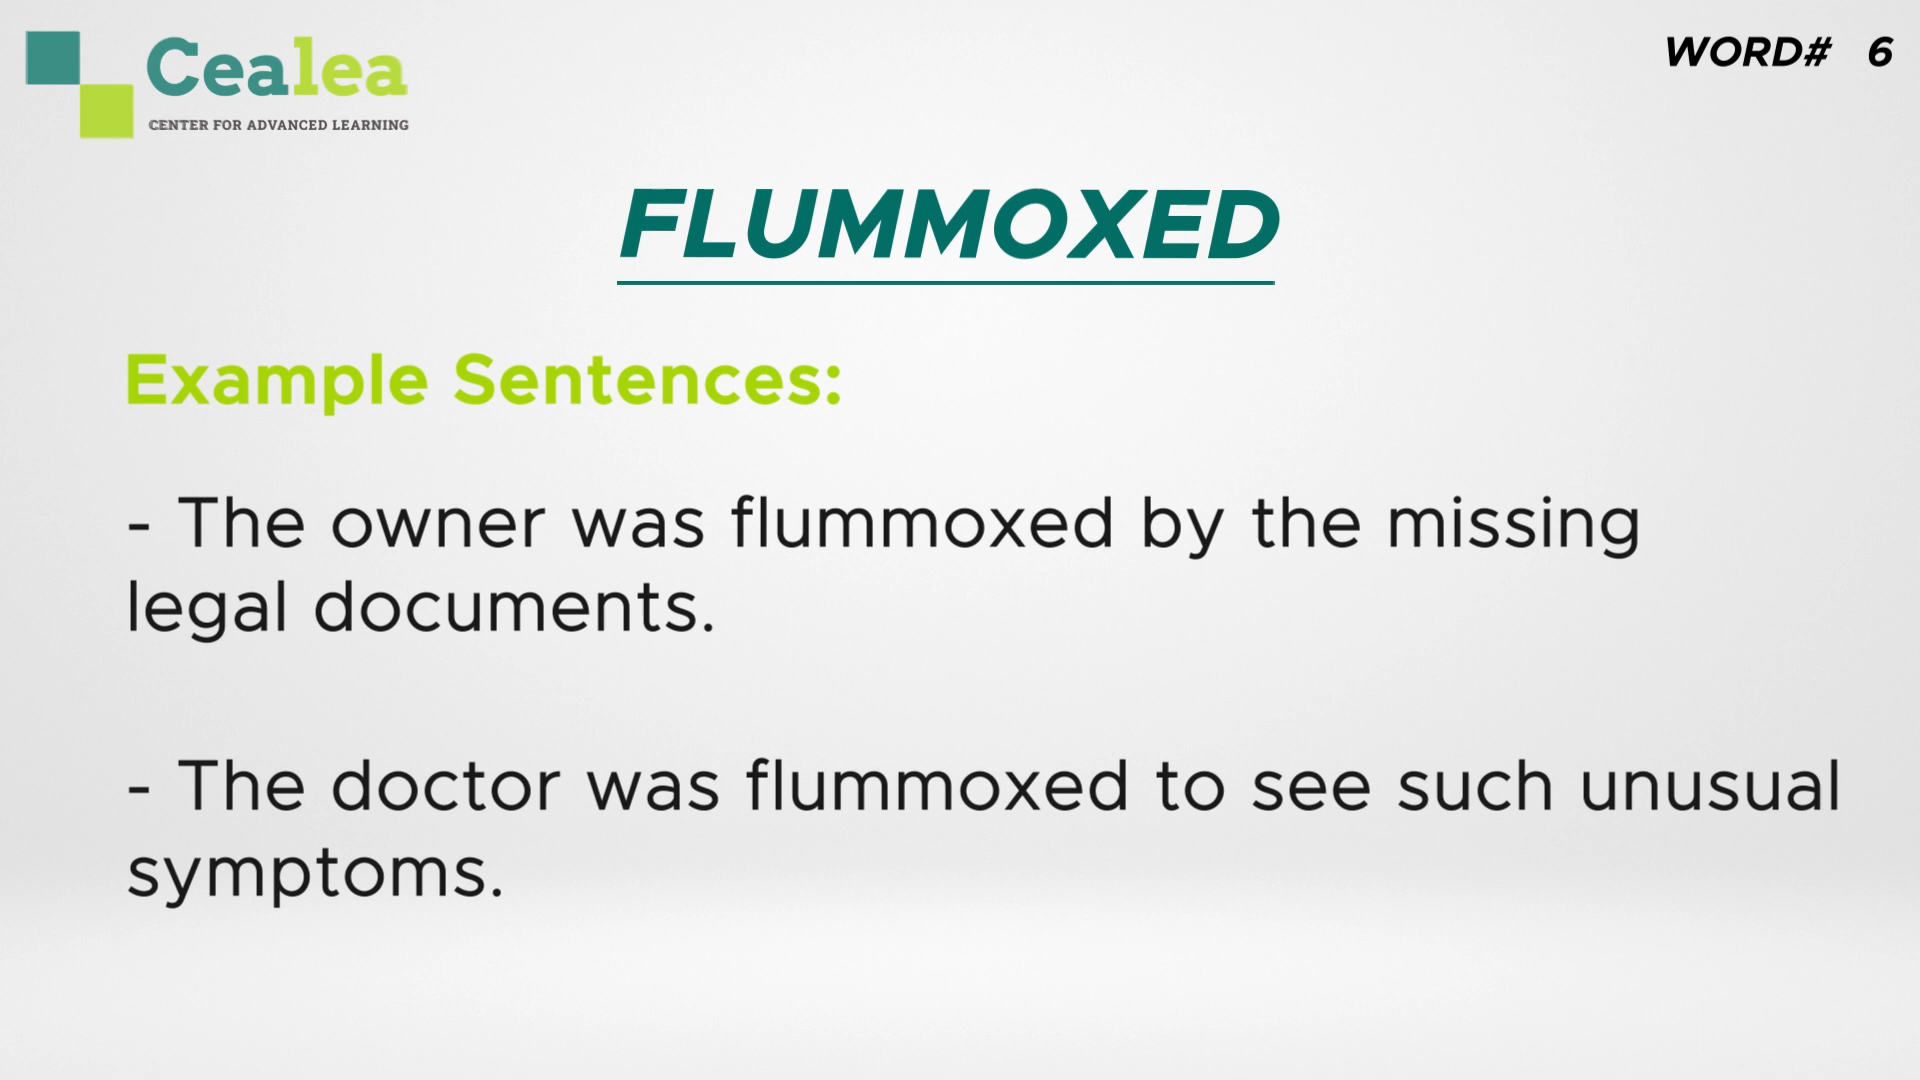 Cealea
CENTER FOR ADVANCED LEARNING
WORD# 6
FLUMMOXED
Example Sentences:
- The owner was flummoxed by the missing
legal documents.
- The doctor was flummoxed to see such unusual
symptoms.